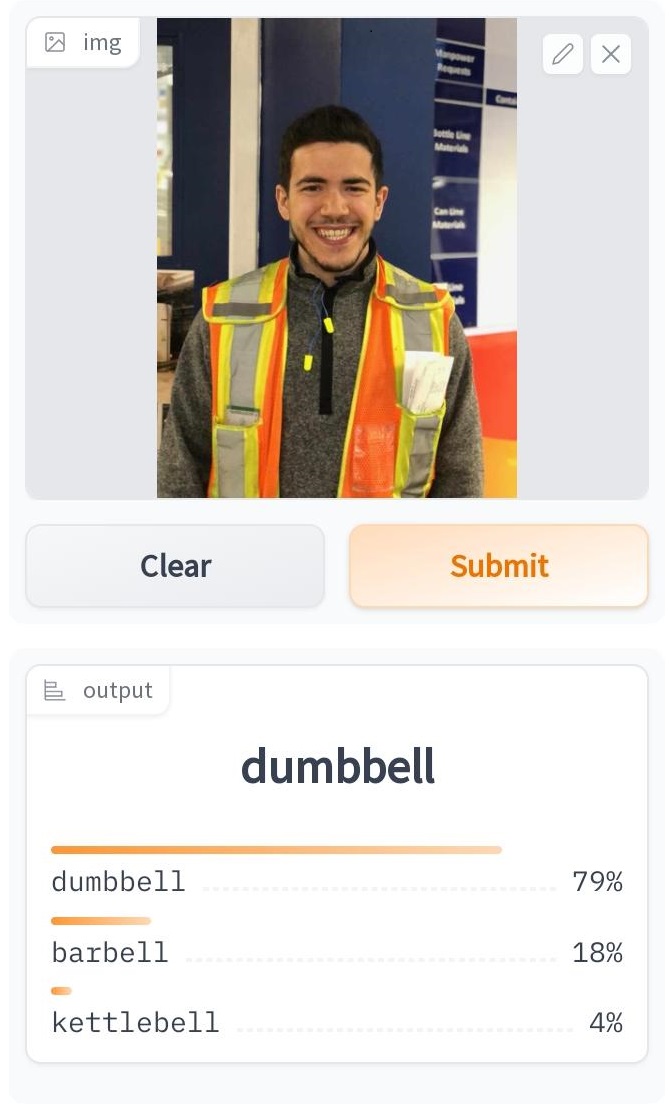 img
Manpower
Requests
Bottle Line
Materials
Can Line
Materials
Line
Clear
Submit
output
dumbbell
dumbbell 79%
barbell 18%
kettlebell 4%